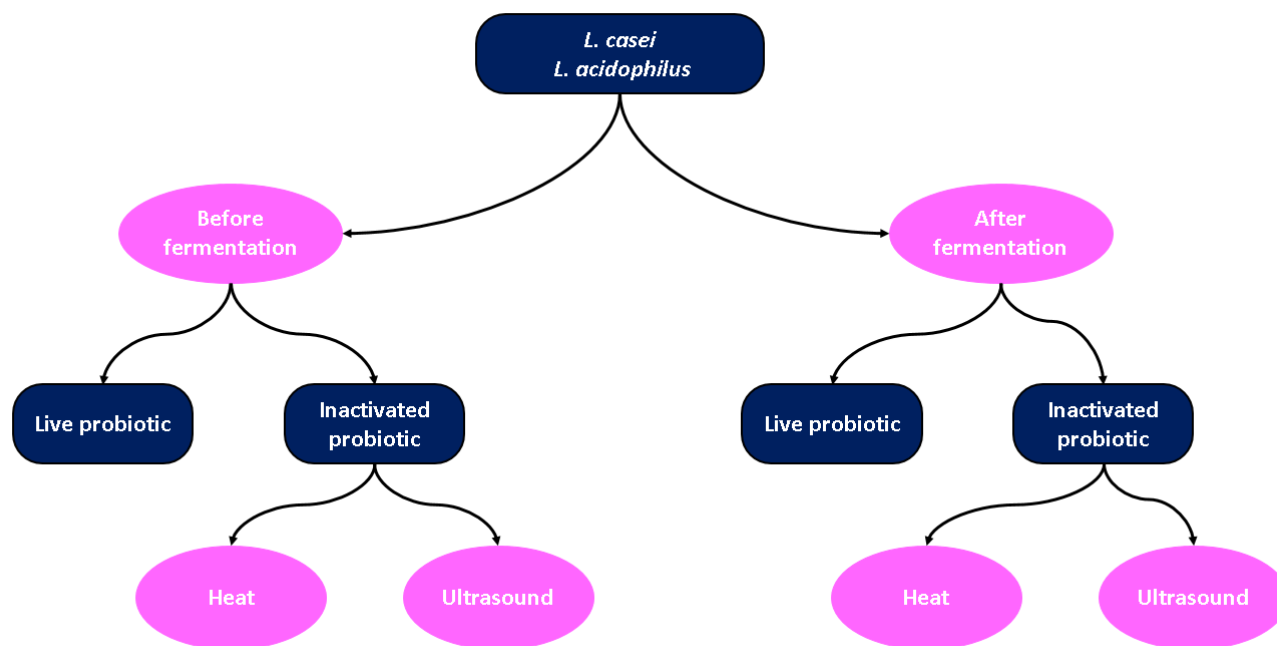 L. casei
L. acidophilus
Before
fermentation
After
fermentation
Live probiotic
Inactivated
probiotic
Live probiotic
Inactivated
probiotic
Heat
Ultrasound
Heat
Ultrasound